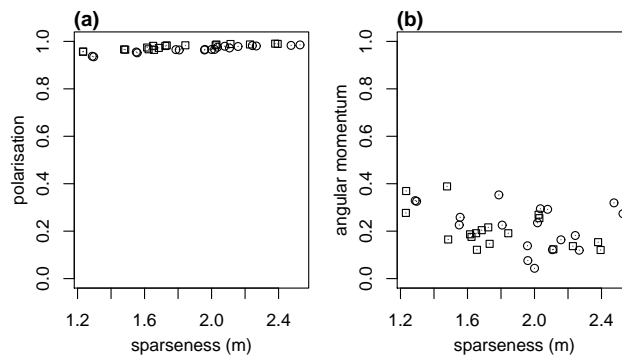 (a)
(b)
polarisation
0.0 0.2 0.4 0.6 0.8 1.0
1.2 1.6 2.0 2.4
sparseness (m)
angular momentum
0.0 0.2 0.4 0.6 0.8 1.0
1.2 1.6 2.0 2.4
sparseness (m)